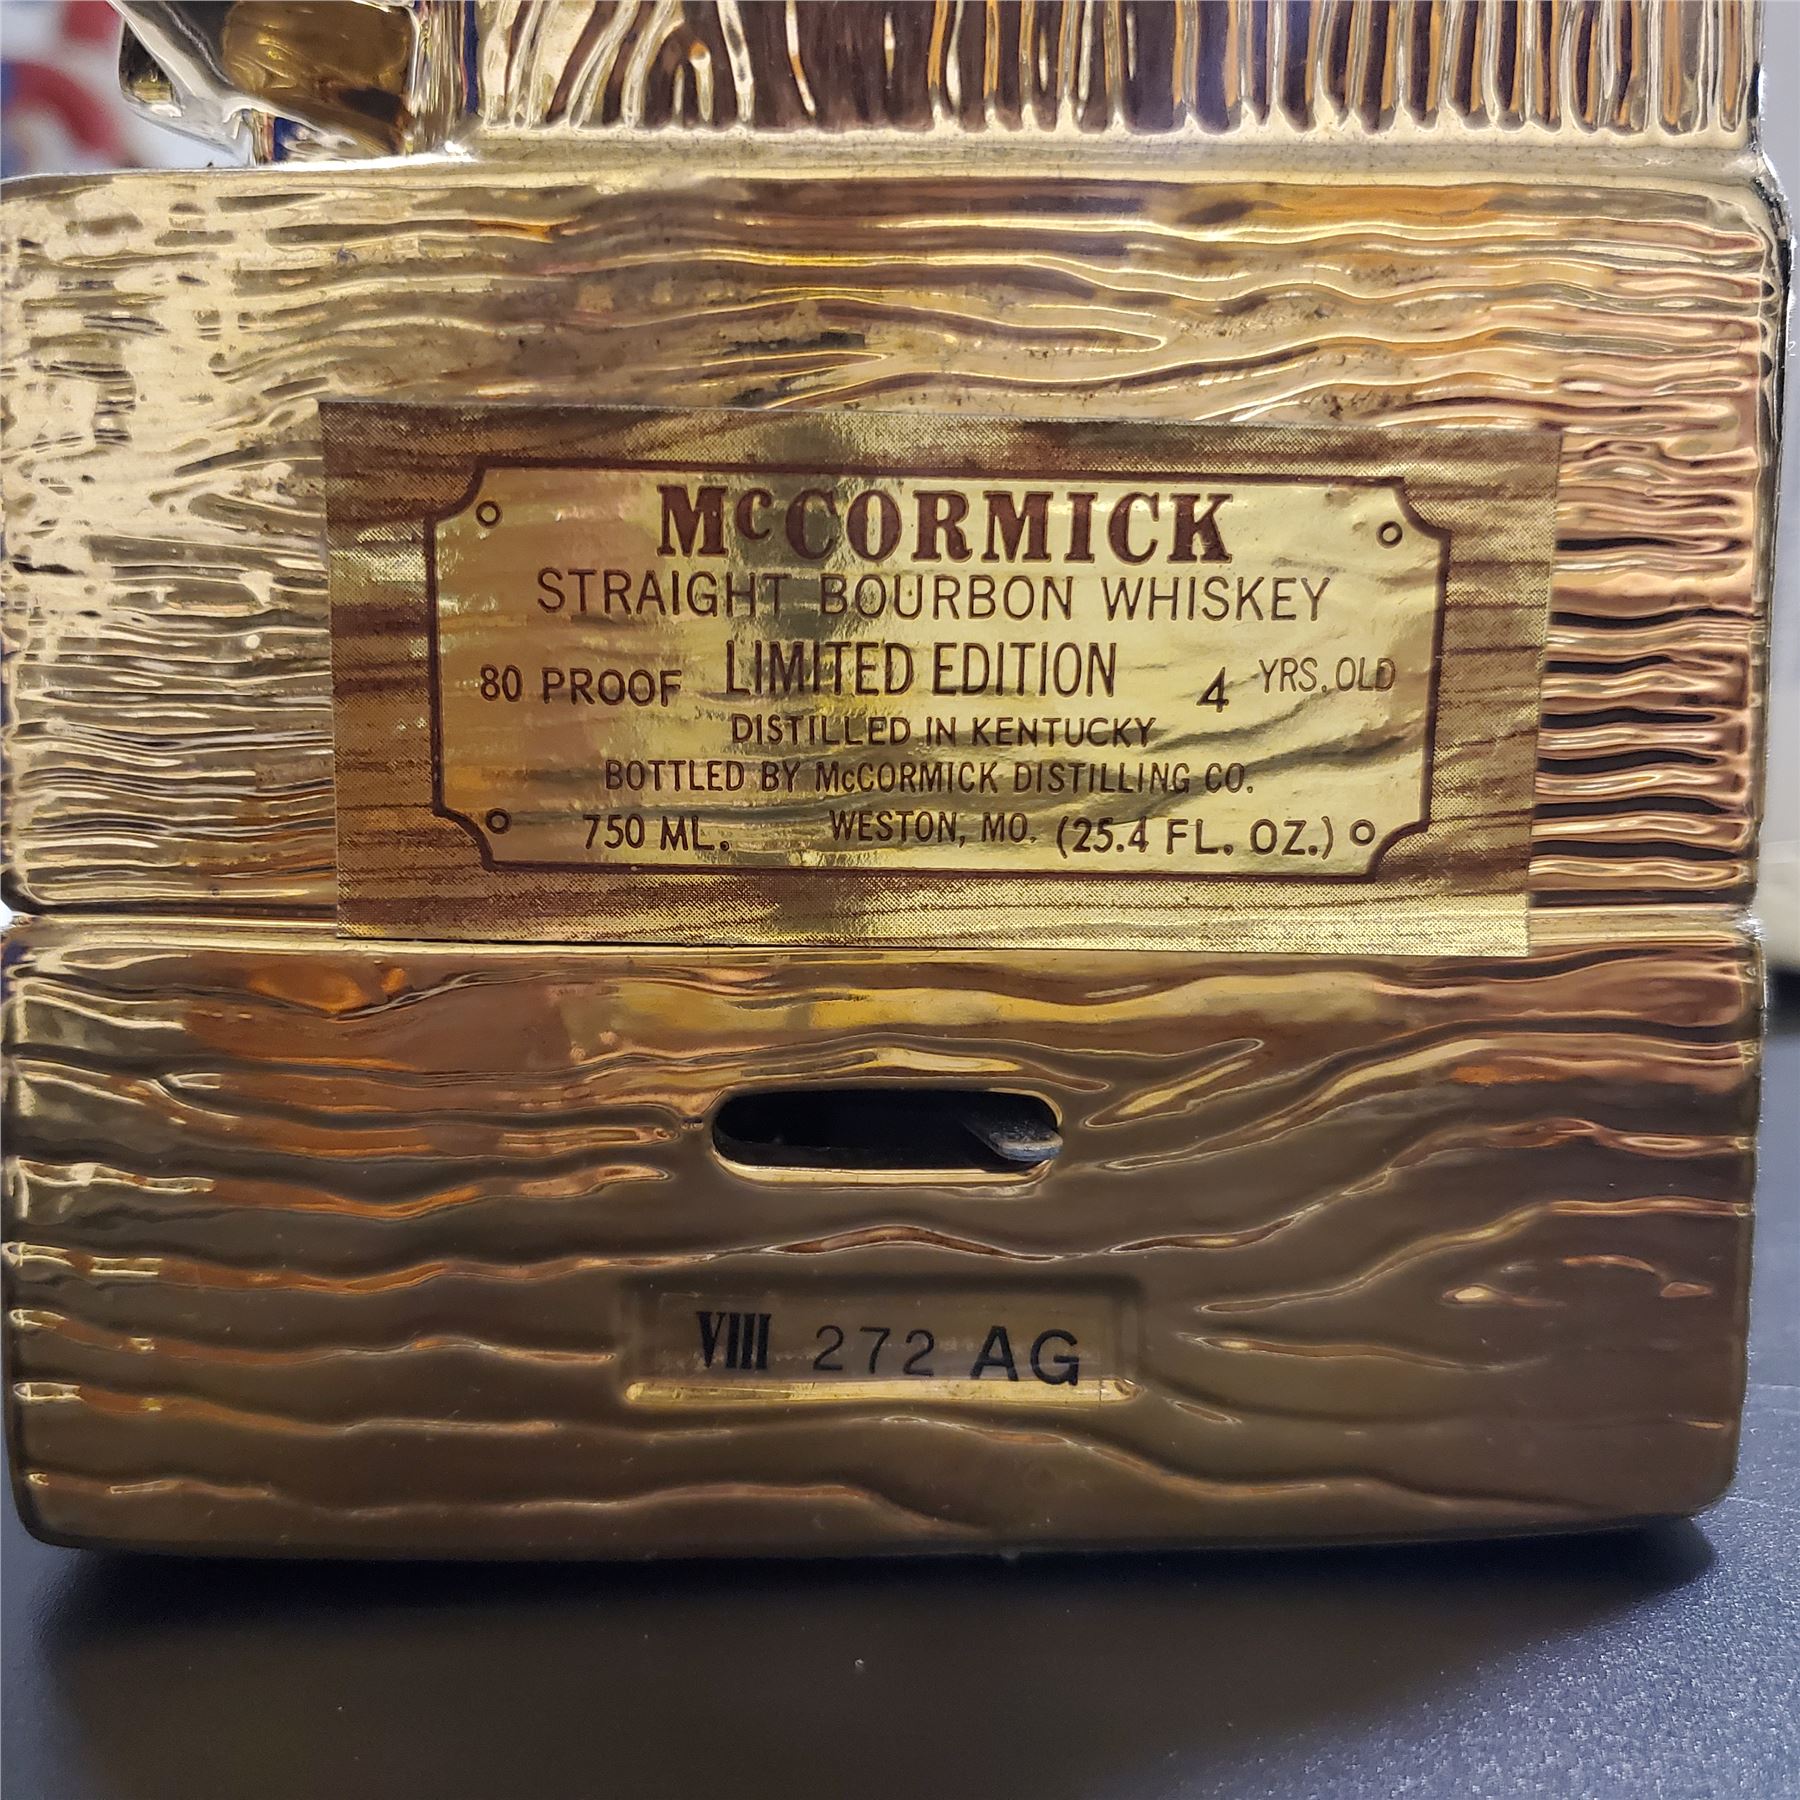 McCORMICK
STRAIGHT BOURBON WHISKEY
80 PROOF LIMITED EDITION 4 YRS. OLD
DISTILLED IN KENTUCKY
BOTTLED BY McCORMICK DISTILLING CO.
750 ML. WESTON, MO. (25.4 FL. OZ.)
VIII 272 AG